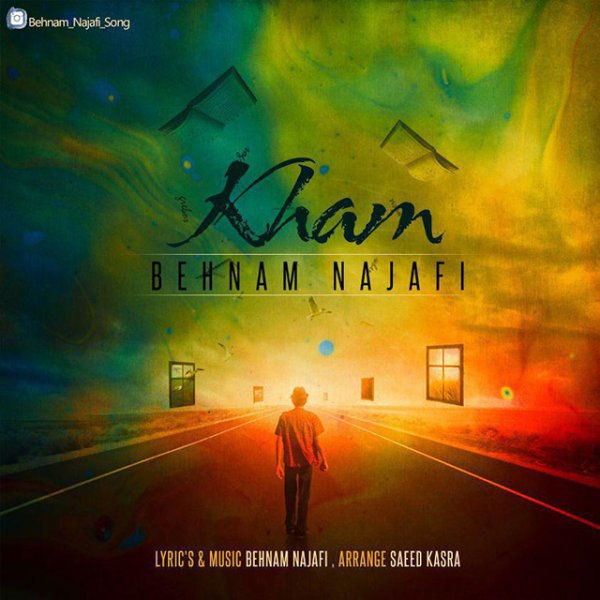 Behnam_Najafi_Song
Kham
BEHNAM NAJAFI
LYRIC'S & MUSIC BEHNAM NAJAFI , ARRANGE SAEED KASRA